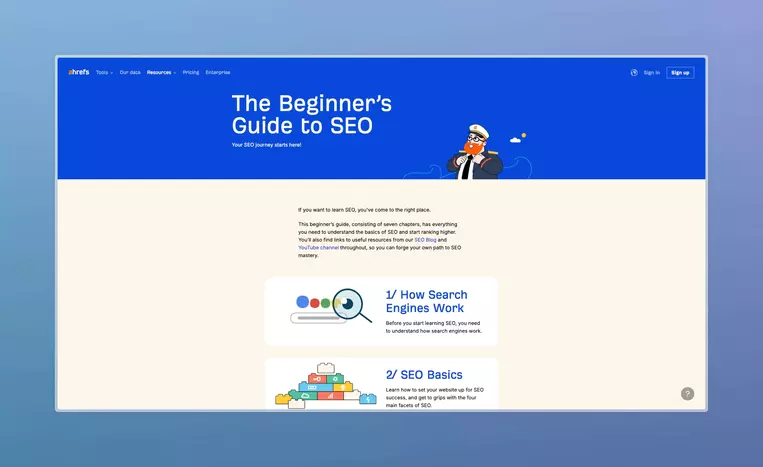 ahrefs Tools Our data Resources Pricing Enterprise Sign in Sign up
The Beginner's
Guide to SEO
Your SEO journey starts here!
If you want to learn SEO, you've come to the right place.
This beginner's guide, consisting of seven chapters, has everything
you need to understand the basics of SEO and start ranking higher.
You'll also find links to useful resources from our SEO Blog and
YouTube channel throughout, so you can forge your own path to SEO
mastery.
1/ How Search
Engines Work
Before you start learning SEO, you need
to understand how search engines work.
2/ SEO Basics
Learn how to set your website up for SEO
success, and get to grips with the four
main facets of SEO.
?